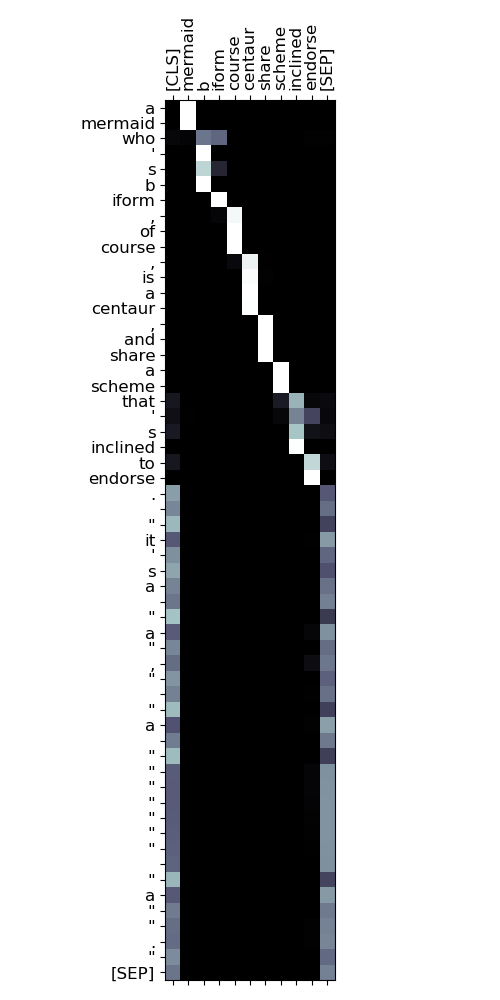 [CLS]
mermaid
b
iform
course
centaur
share
scheme
inclined
endorse
[SEP]
a
mermaid
who
'
s
b
iform
,
of
course
,
is
a
centaur
,
and
share
a
scheme
that
'
s
inclined
to
endorse
.
"
it
'
s
a
"
a
"
,
"
"
a
"
"
"
"
"
"
"
"
a
"
"
.
"
[SEP]